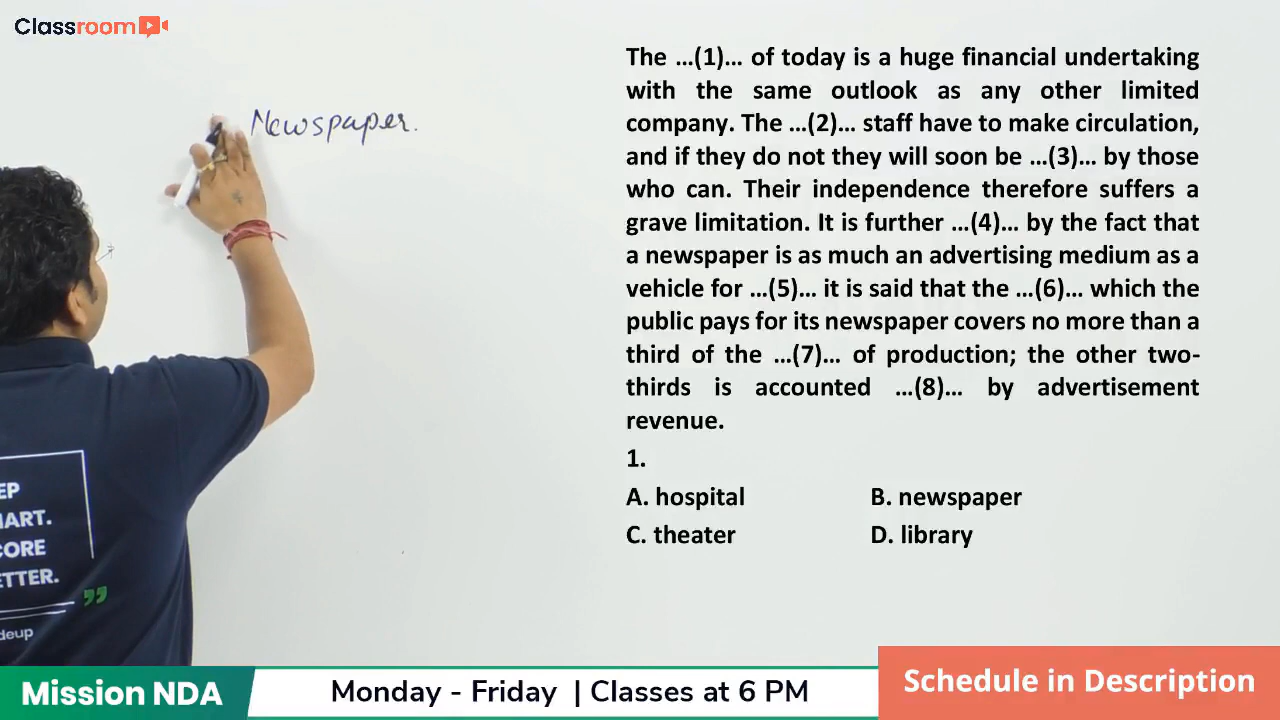 Classroom
Newspaper.
The ...(1)... of today is a huge financial undertaking
with the same outlook as any other limited
company. The ...(2)... staff have to make circulation,
and if they do not they will soon be ...(3)... by those
who can. Their independence therefore suffers a
grave limitation. It is further ...(4)... by the fact that
a newspaper is as much an advertising medium as a
vehicle for ...(5)... it is said that the ...(6)... which the
public pays for its newspaper covers no more than a
third of the ...(7)... of production; the other two-
thirds is accounted ...(8)... by advertisement
revenue.
1.
A. hospital B. newspaper
C. theater D. library
EP
MART.
CORE
ETTER.
”
deup
Mission NDA
Monday - Friday | Classes at 6 PM
Schedule in Description